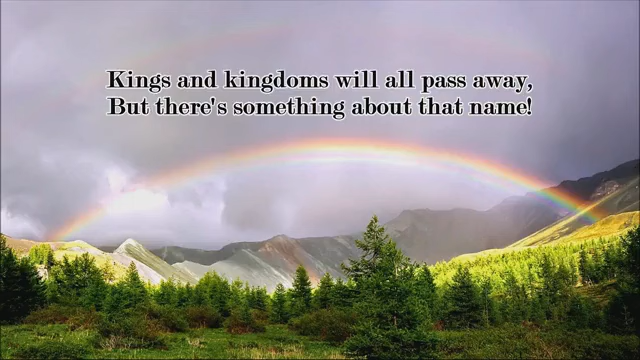 Kings and kingdoms will all pass away,
But there's something about that name!